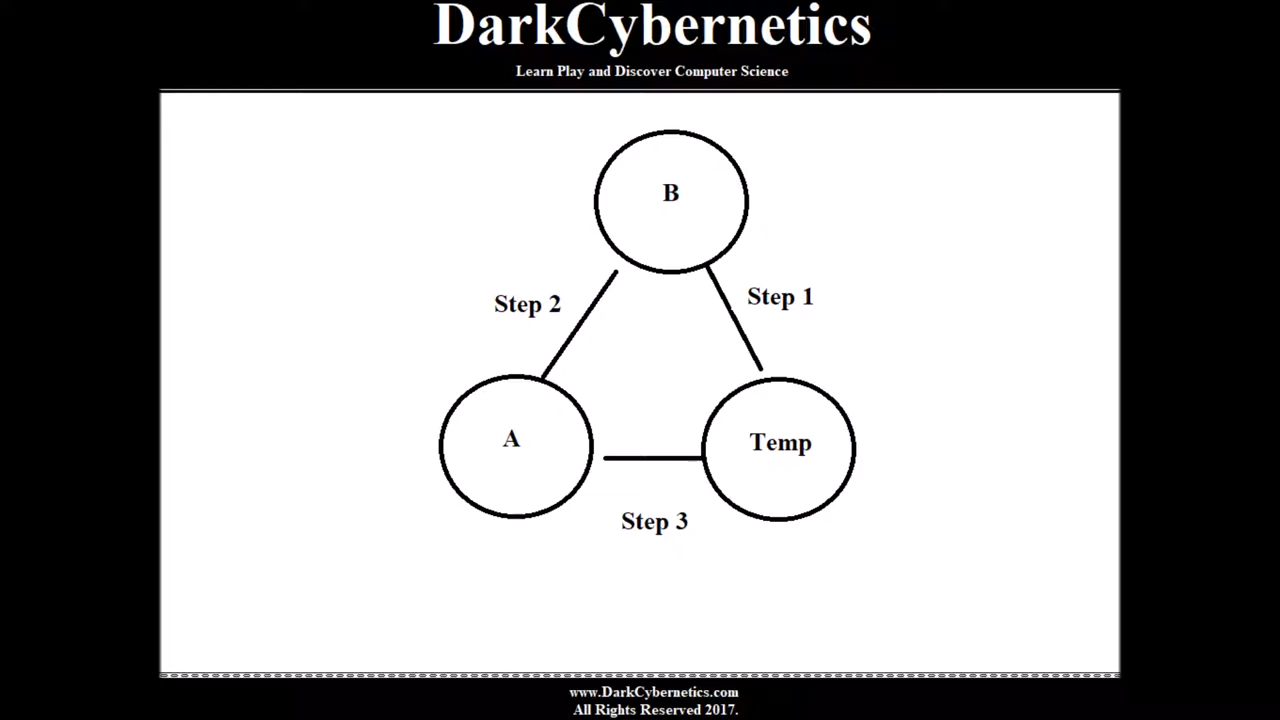 DarkCybernetics
Learn Play and Discover Computer Science
B
Step 2
Step 1
A
Temp
Step 3
www.DarkCybernetics.com
All Rights Reserved 2017.